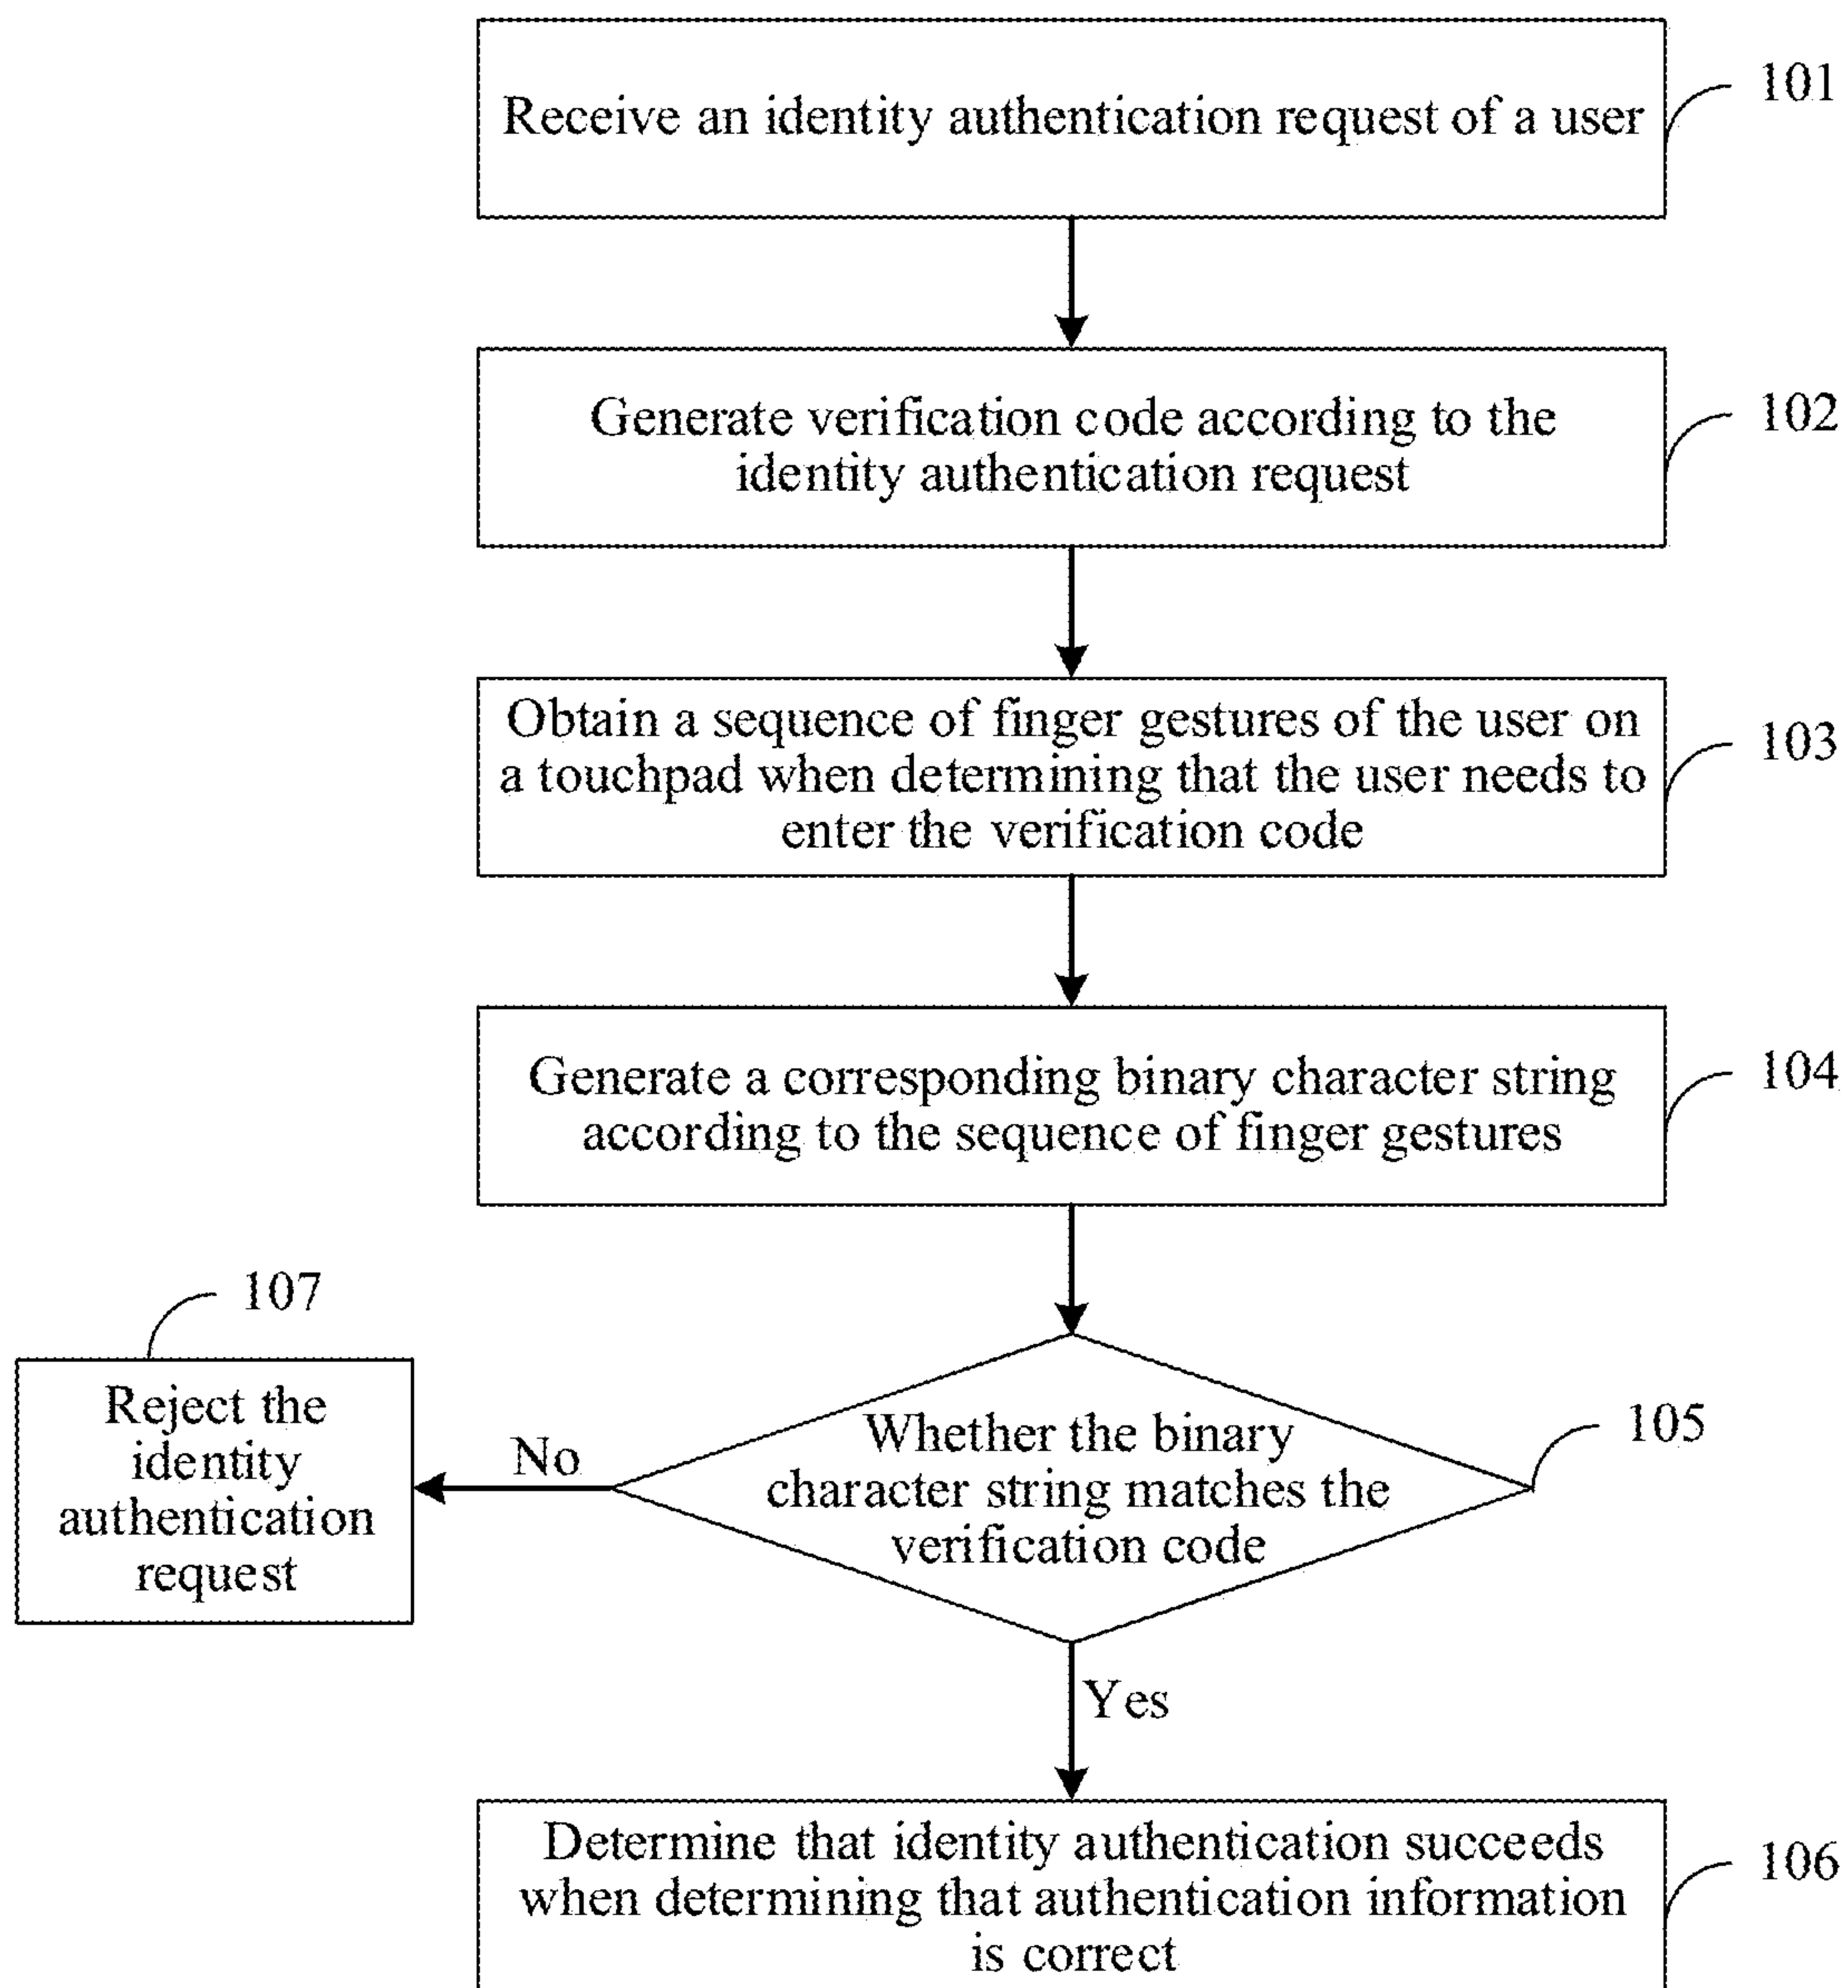 Receive an identity authentication request of a user
101
Generate verification code according to the
identity authentication request
102
Obtain a sequence of finger gestures of the user on
a touchpad when determining that the user needs to
enter the verification code
103
Generate a corresponding binary character string
according to the sequence of finger gestures
104
107
Reject the
identity
authentication
request
No
Whether the binary
character string matches the
verification code
105
Yes
Determine that identity authentication succeeds
when determining that authentication information
is correct
106